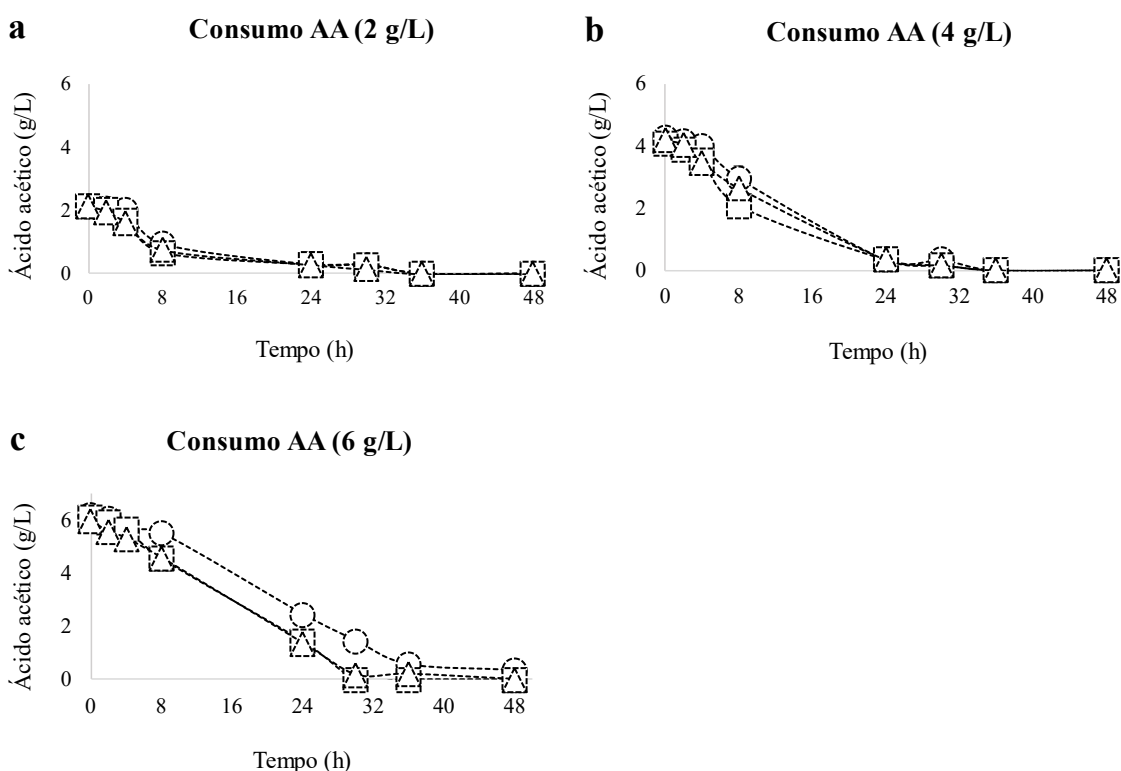 a
Consumo AA (2 g/L)
Ácido acético (g/L)
6
4
2
0
0 8 16 24 32 40 48
Tempo (h)
b
Consumo AA (4 g/L)
Ácido acético (g/L)
6
4
2
0
0 8 16 24 32 40 48
Tempo (h)
c
Consumo AA (6 g/L)
Ácido acético (g/L)
6
4
2
0
0 8 16 24 32 40 48
Tempo (h)